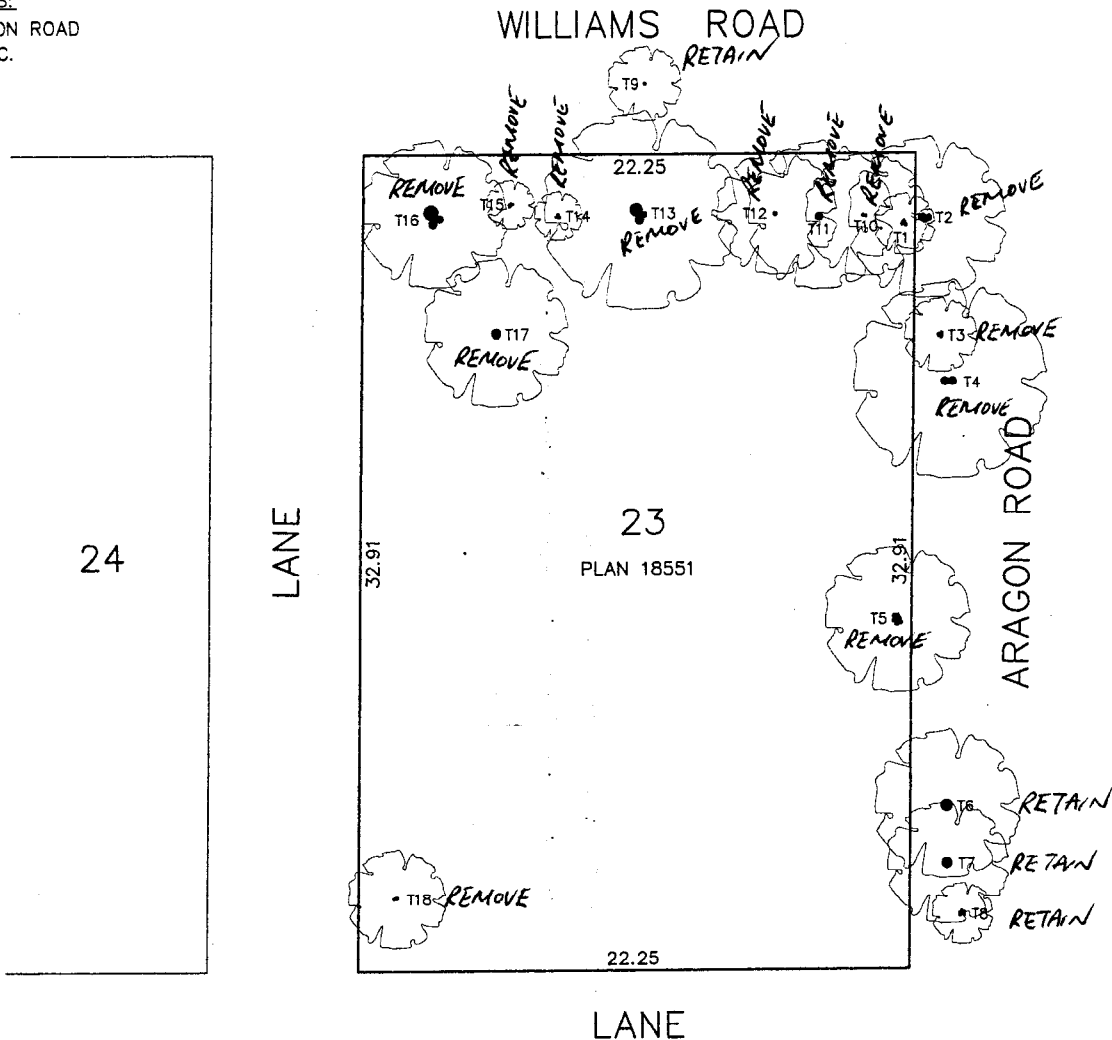 ON ROAD
C.
WILLIAMS ROAD
T9
RETAIN
REMOVE
REMOVE
REMOVE
REMOVE
REMOVE
22.25
REMOVE
T16
T15
T14
T13
REMOVE
T12
T11
T10
T1
T2
REMOVE
T17
REMOVE
T3
REMOVE
T4
REMOVE
24
LANE
32.91
23
PLAN 18551
32.91
ARAGON ROAD
T5
REMOVE
T6
RETAIN
T7
RETAIN
T8
RETAIN
T18
REMOVE
22.25
LANE